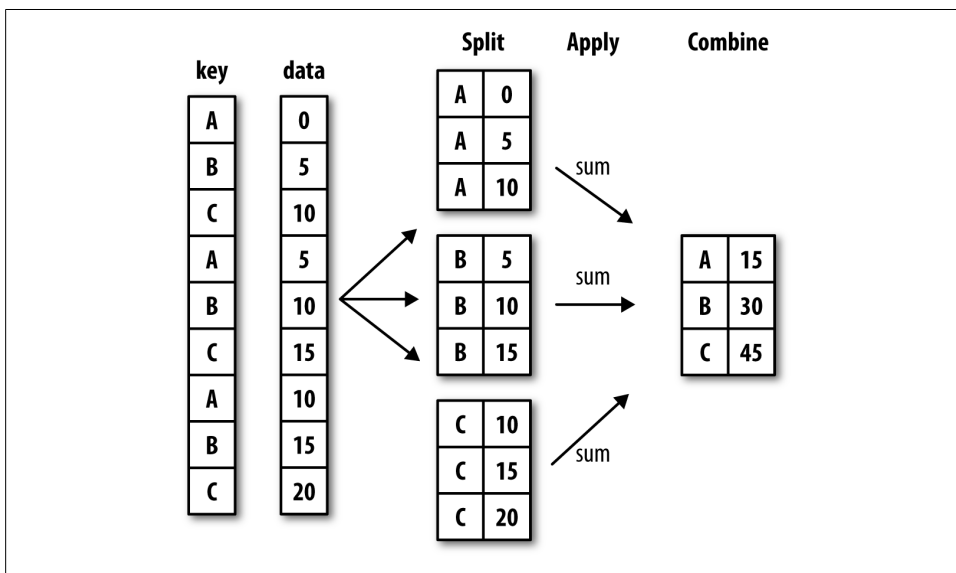 key data
A 0
B 5
C 10
A 5
B 10
C 15
A 10
B 15
C 20
Split
A 0
A 5
A 10
B 5
B 10
B 15
C 10
C 15
C 20
Apply
sum
sum
sum
Combine
A 15
B 30
C 45